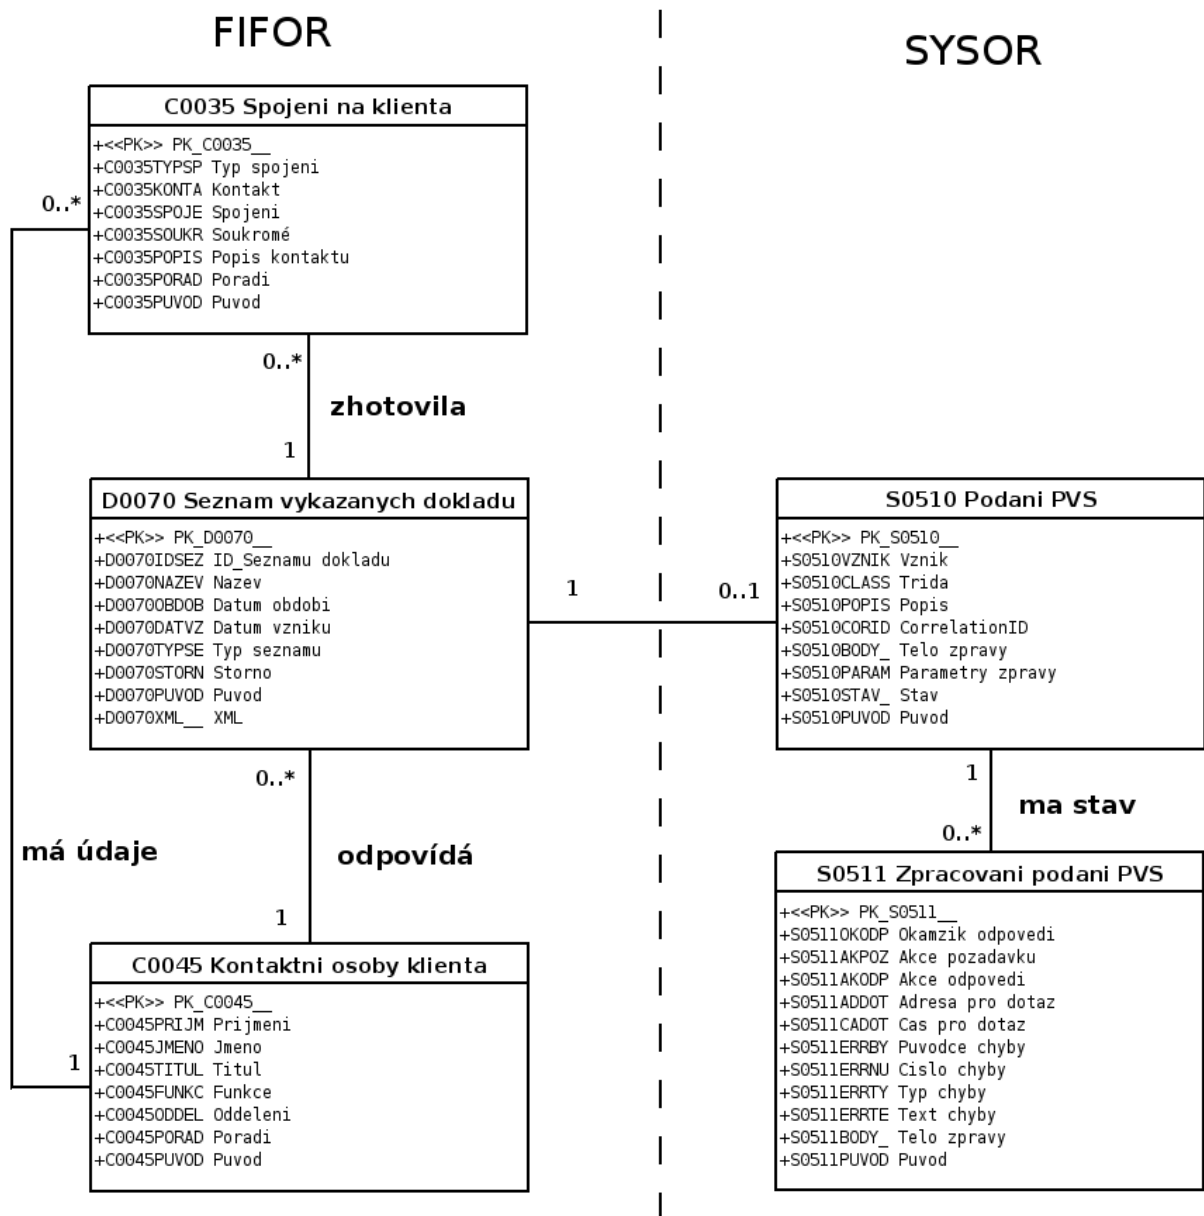 FIFOR
SYSOR
C0035 Spojeni na klienta
+<<PK>> PK_C0035__
+C0035TYPSP Typ spojeni
+C0035KONTA Kontakt
+C0035SPOJE Spojeni
+C0035SOUKR Soukromé
+C0035POPIS Popis kontaktu
+C0035PORAD Poradi
+C0035PUVOD Puvod
0..*
0..*
zhotovila
1
D0070 Seznam vykazanych dokladu
+<<PK>> PK_D0070__
+D0070IDSEZ ID_Seznamu dokladu
+D0070NAZEV Nazev
+D0070OBDOB Datum obdobi
+D0070DATVZ Datum vzniku
+D0070TYPSE Typ seznamu
+D0070STORN Storno
+D0070PUVOD Puvod
+D0070XML__ XML
1
0..1
S0510 Podani PVS
+<<PK>> PK_S0510__
+S0510VZNIK Vznik
+S0510CLASS Trida
+S0510POPIS Popis
+S0510CORID CorrelationID
+S0510BODY_ Telo zpravy
+S0510PARAM Parametry zpravy
+S0510STAV_ Stav
+S0510PUVOD Puvod
0..*
odpovídá
1
má údaje
1
1
ma stav
0..*
C0045 Kontaktni osoby klienta
+<<PK>> PK_C0045__
+C0045PRIJM Prijmeni
+C0045JMENO Jmeno
+C0045TITUL Titul
+C0045FUNKC Funkce
+C0045ODDEL Oddeleni
+C0045PORAD Poradi
+C0045PUVOD Puvod
S0511 Zpracovani podani PVS
+<<PK>> PK_S0511__
+S0511OKODP Okamzik odpovedi
+S0511AKPOZ Akce pozadavku
+S0511AKODP Akce odpovedi
+S0511ADDOT Adresa pro dotaz
+S0511CADOT Cas pro dotaz
+S0511ERRBY Puvodce chyby
+S0511ERRNU Cislo chyby
+S0511ERRTY Typ chyby
+S0511ERRTE Text chyby
+S0511BODY_ Telo zpravy
+S0511PUVOD Puvod